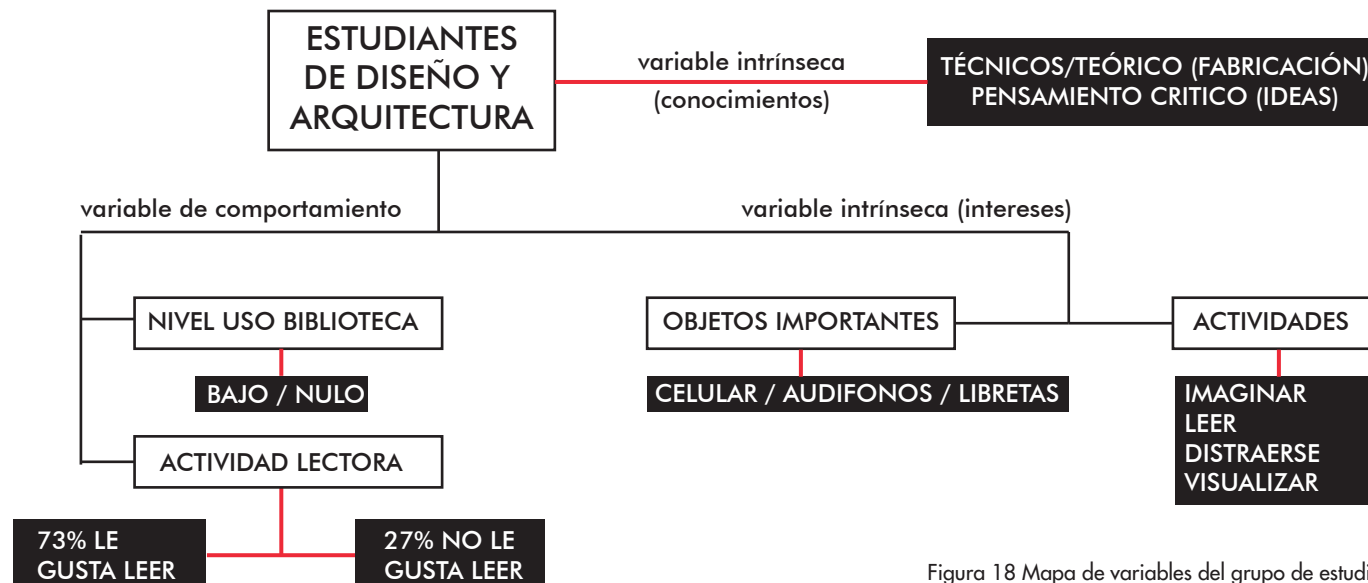 ESTUDIANTES
DE DISEÑO Y
ARQUITECTURA
variable intrínseca
(conocimientos)
TÉCNICOS/TEÓRICO (FABRICACIÓN)
PENSAMIENTO CRITICO (IDEAS)
variable de comportamiento
variable intrínseca (intereses)
NIVEL USO BIBLIOTECA
BAJO / NULO
ACTIVIDAD LECTORA
73% LE
GUSTA LEER
27% NO LE
GUSTA LEER
OBJETOS IMPORTANTES
CELULAR / AUDIFONOS / LIBRETAS
ACTIVIDADES
IMAGINAR
LEER
DISTRAERSE
VISUALIZAR
Figura 18 Mapa de variables del grupo de